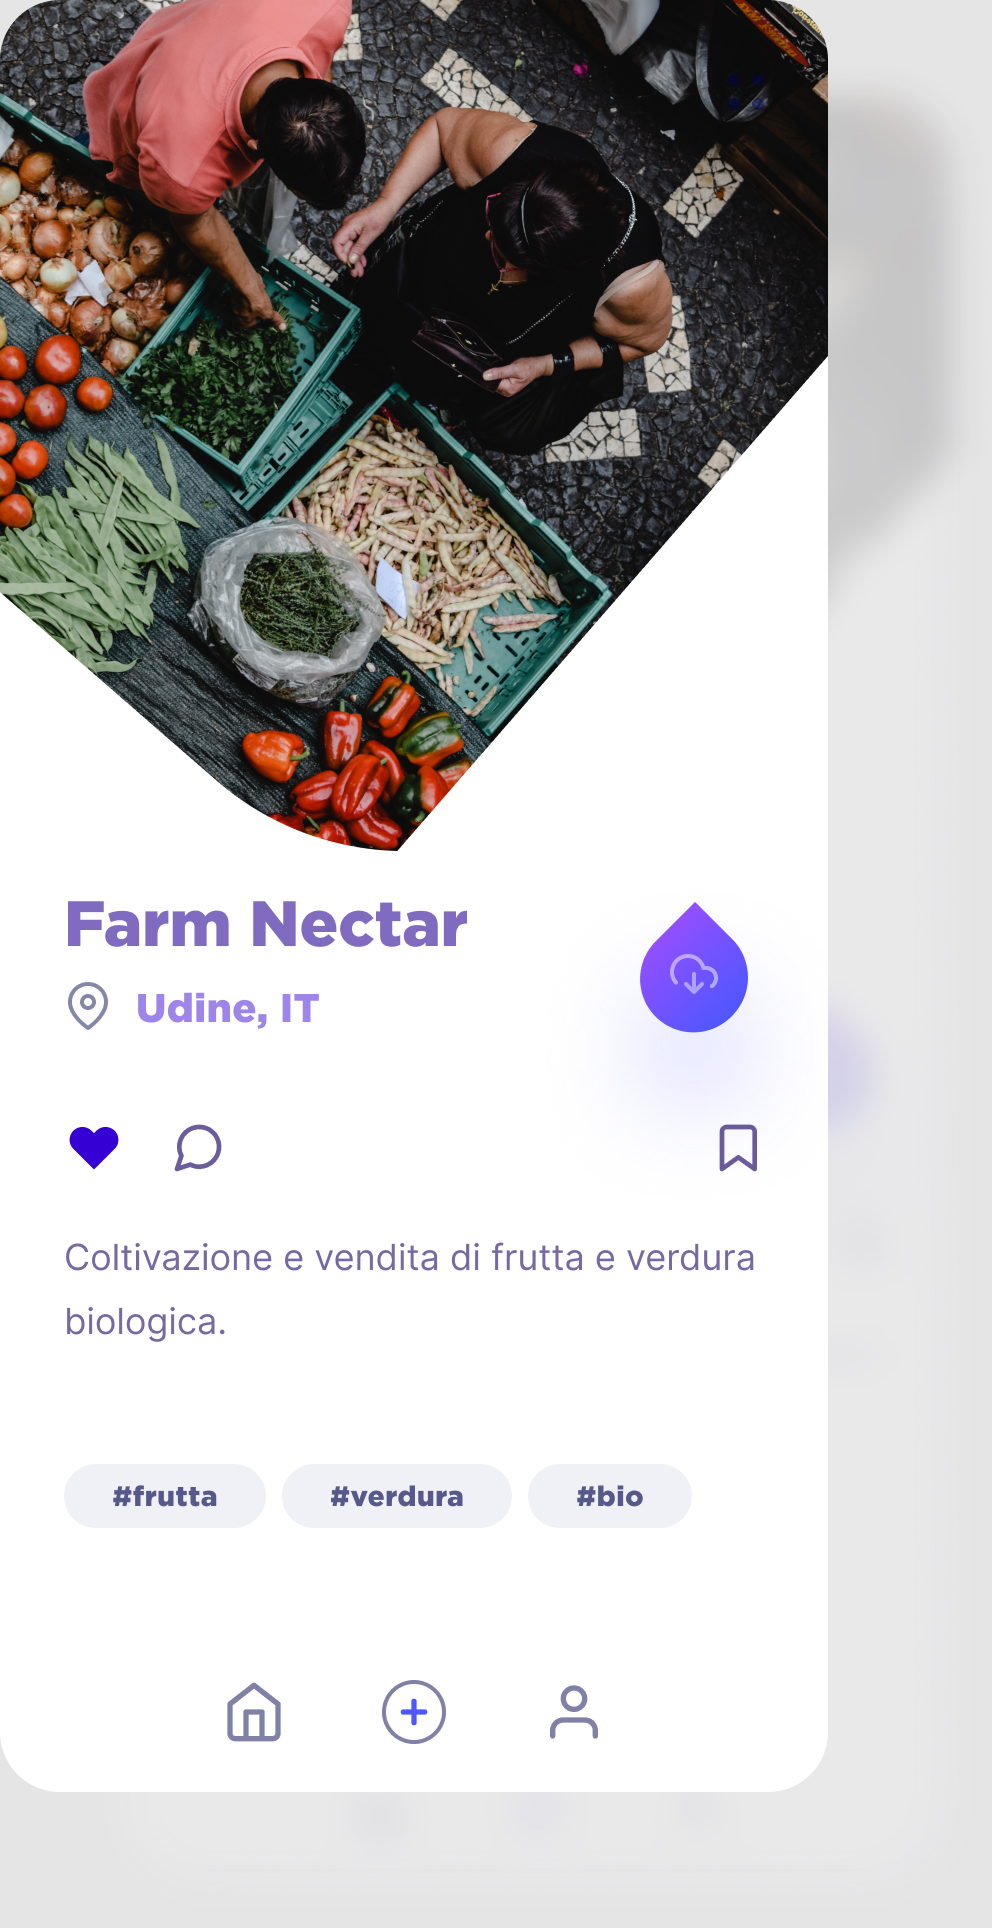 Farm Nectar
Udine, IT
Coltivazione e vendita di frutta e verdura
biologica.
#frutta #verdura #bio